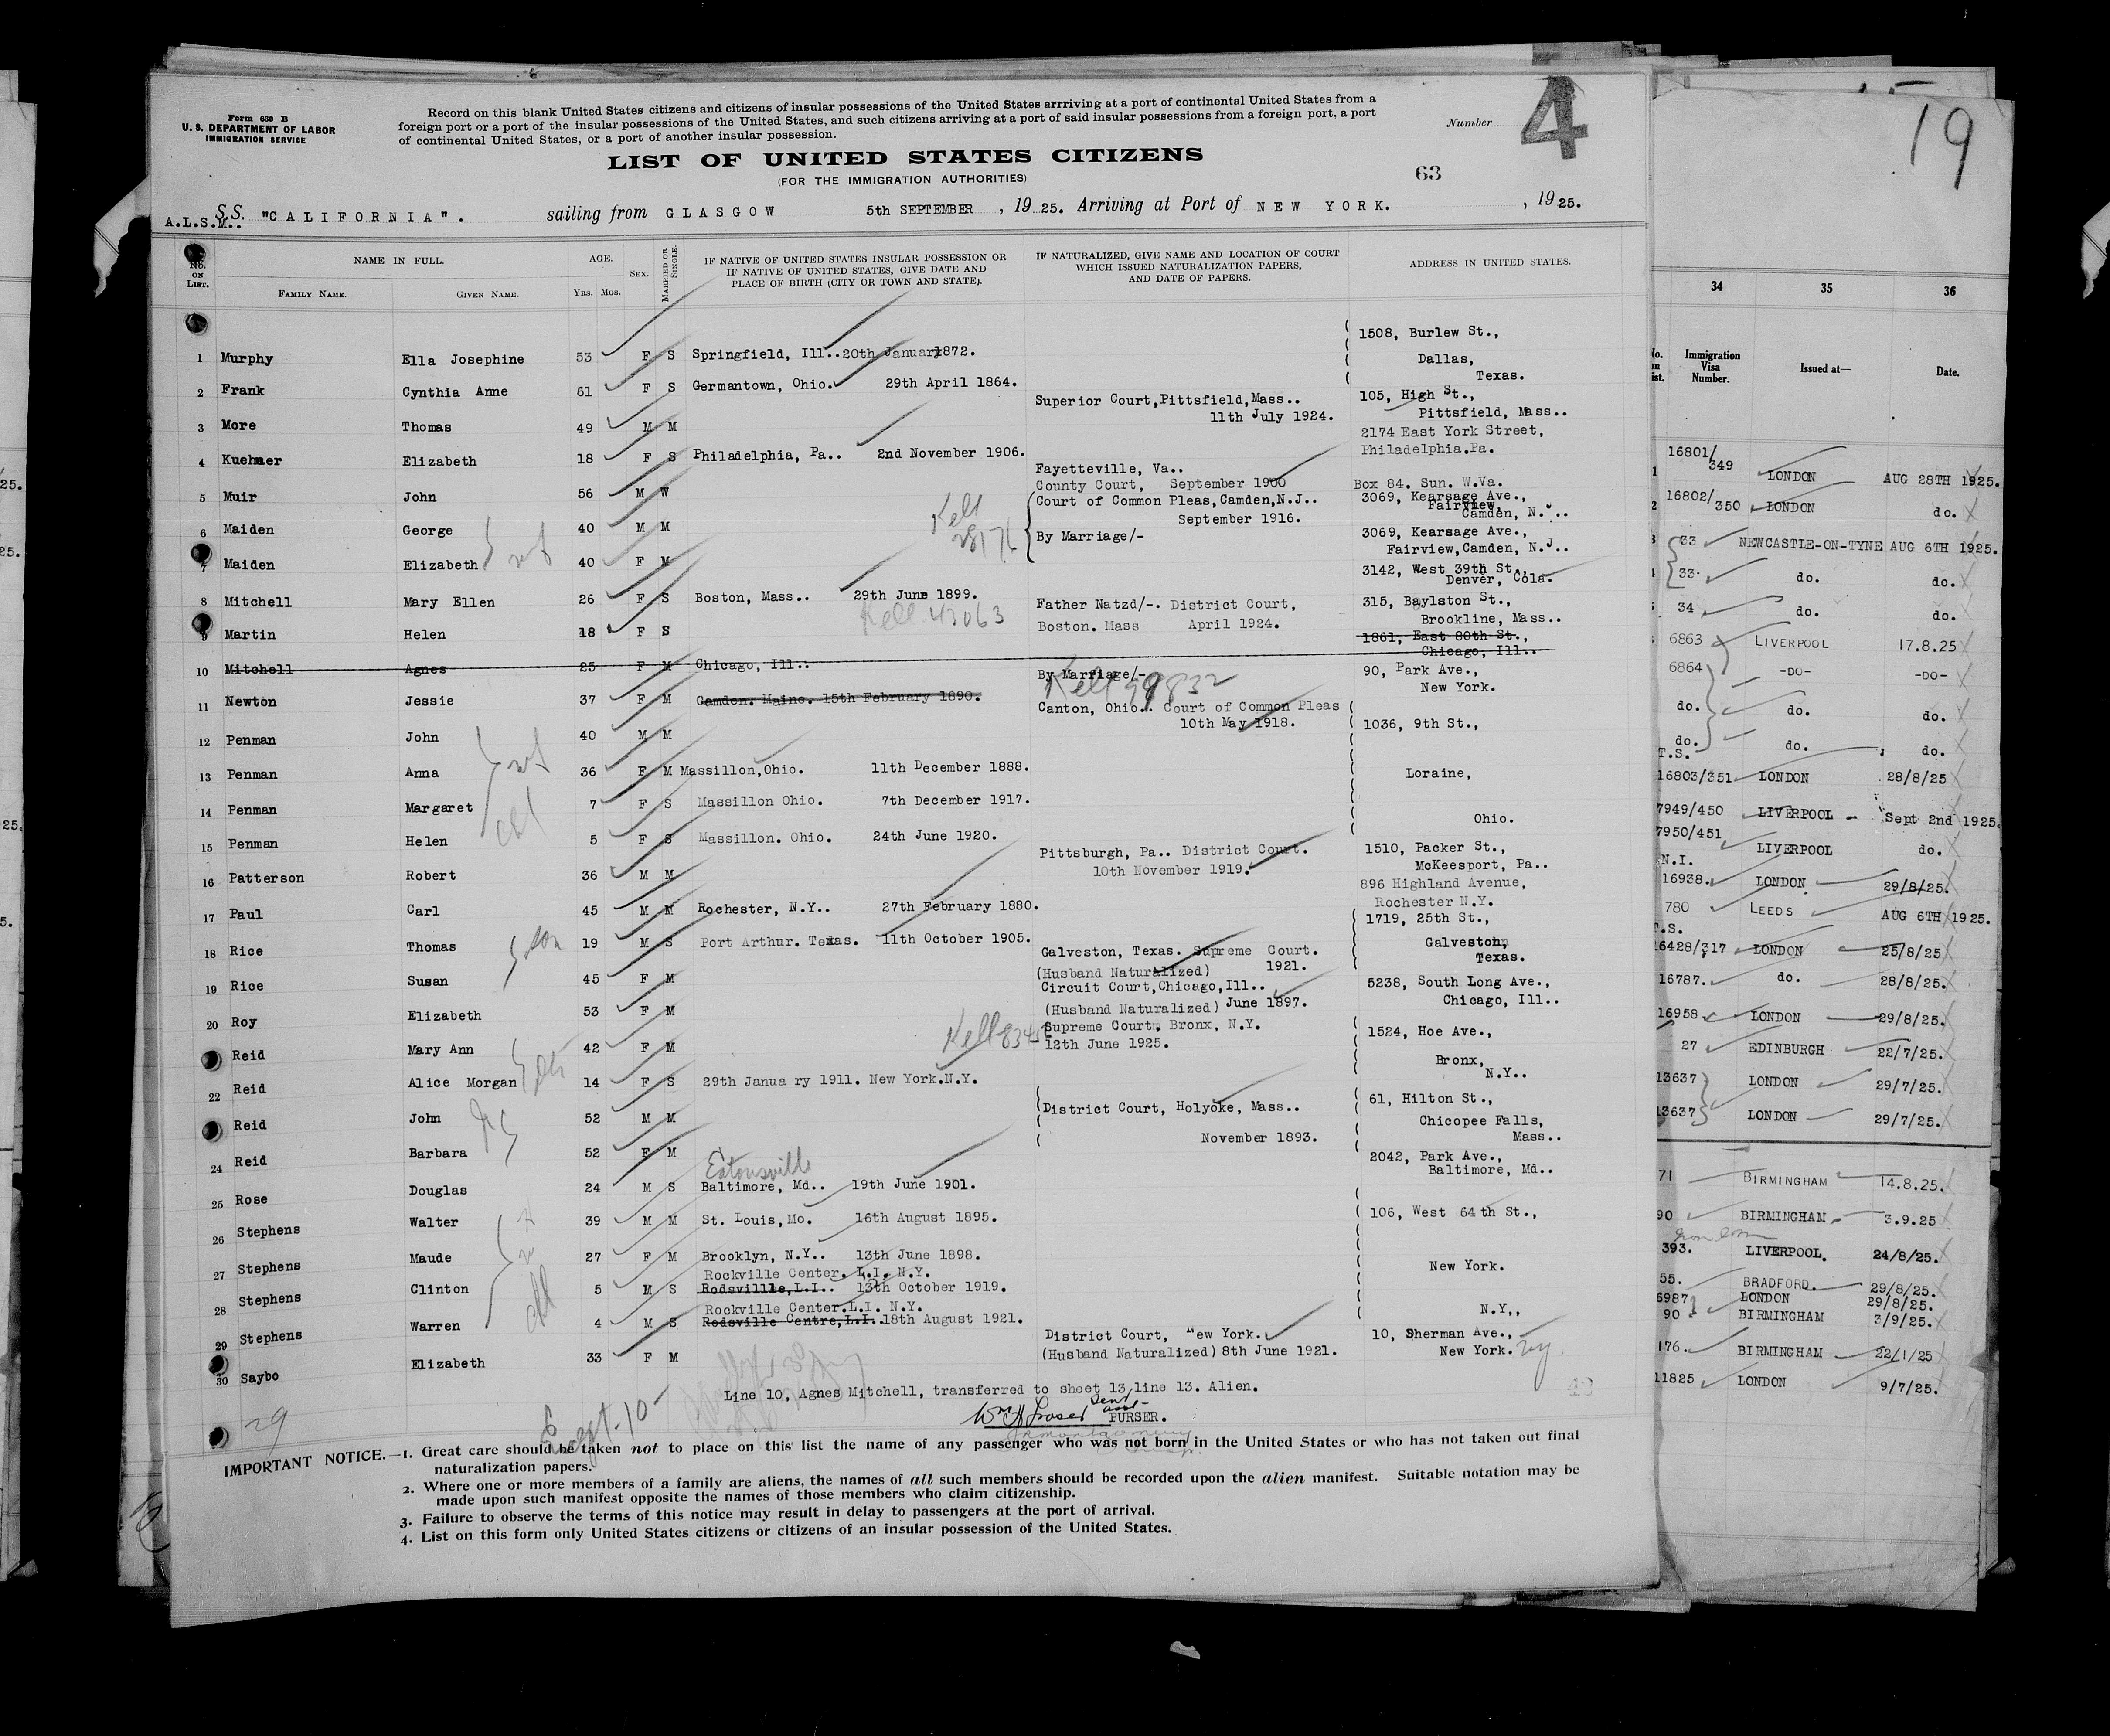 Form 630 B
U. S. DEPARTMENT OF LABOR
IMMIGRATION SERVICE
Record on this blank United States citizens and citizens of insular possessions of the United States arrriving at a port of continental United States from a
foreign port or a port of the insular possessions of the United States, and such citizens arriving at a port of said insular possessions from a foreign port, a port
of continental United States, or a port of another insular possession.
Number 4
LIST OF UNITED STATES CITIZENS
(FOR THE IMMIGRATION AUTHORITIES)
63
A.L.S.M.. S.S. "CALIFORNIA". sailing from GLASGOW 5th SEPTEMBER, 1925. Arriving at Port of NEW YORK. , 1925.
No. ON LIST. NAME IN FULL. AGE. SEX. MARRIED OR SINGLE. IF NATIVE OF UNITED STATES INSULAR POSSESSION OR IF NATIVE OF UNITED STATES, GIVE DATE AND PLACE OF BIRTH (CITY OR TOWN AND STATE). IF NATURALIZED, GIVE NAME AND LOCATION OF COURT WHICH ISSUED NATURALIZATION PAPERS, AND DATE OF PAPERS. ADDRESS IN UNITED STATES.
FAMILY NAME. GIVEN NAME. Yrs. Mos.
1 Murphy Ella Josephine 53 F S Springfield, Ill..20th January 1872. 1508, Burlew St.,
Dallas,
Texas.
2 Frank Cynthia Anne 61 F S Germantown, Ohio. 29th April 1864.
3 More Thomas 49 M M Superior Court,Pittsfield,Mass.. 11th July 1924. 105, High St., Pittsfield, Mass..
4 Kuehner Elizabeth 18 F S Philadelphia, Pa.. 2nd November 1906. 2174 East York Street, Philadelphia.Pa.
5 Muir John 56 M W Fayetteville, Va.. County Court, September 1900 Box 84. Sun. W.Va.
6 Maiden George 40 M M Court of Common Pleas,Camden,N.J.. September 1916. 3069, Kearsage Ave., Fairview, Camden, N.J..
7 Maiden Elizabeth 40 F M By Marriage/- 3069, Kearsage Ave., Fairview,Camden, N.J..
8 Mitchell Mary Ellen 26 F S Boston, Mass.. 29th June 1899. 3142, West 39th St., Denver, Cola.
9 Martin Helen 18 F S Kell 43063 Father Natzd/-. District Court, Boston. Mass April 1924. 315, Baylston St., Brookline, Mass..
10 Mitchell Agnes 25 F M Chicago, Ill.. 1861, East 80th St., Chicago, Ill..
11 Newton Jessie 37 F M Camden. Maine. 15th February 1890. By Marriage/- 90, Park Ave., New York.
12 Penman John 40 M M Canton, Ohio.. Court of Common Pleas 10th May 1918. 1036, 9th St.,
13 Penman Anna 36 F M Massillon,Ohio. 11th December 1888. Loraine,
14 Penman Margaret 7 F S Massillon Ohio. 7th December 1917. Ohio.
15 Penman Helen 5 F S Massillon. Ohio. 24th June 1920.
16 Patterson Robert 36 M M Pittsburgh, Pa.. District Court. 10th November 1919. 1510, Packer St., McKeesport, Pa..
17 Paul Carl 45 M M Rochester, N.Y.. 27th February 1880. 896 Highland Avenue, Rochester N.Y.
18 Rice Thomas 19 M S Port Arthur. Texas. 11th October 1905. 1719, 25th St., Galveston, Texas.
19 Rice Susan 45 F M Galveston, Texas. Supreme Court. (Husband Naturalized) 1921.
20 Roy Elizabeth 53 F M Circuit Court,Chicago,Ill.. (Husband Naturalized) June 1897. 5238, South Long Ave., Chicago, Ill..
Reid Mary Ann 42 F M Supreme Court, Bronx, N.Y. 12th June 1925. 1524, Hoe Ave.,
22 Reid Alice Morgan 14 F S 29th Janua ry 1911. New York.N.Y. Bronx, N.Y..
Reid John 52 M M District Court, Holyoke, Mass.. 61, Hilton St.,
24 Reid Barbara 52 F M November 1893. Chicopee Falls, Mass..
25 Rose Douglas 24 M S Eatonsville Baltimore, Md.. 19th June 1901. 2042, Park Ave., Baltimore, Md..
26 Stephens Walter 39 M M St. Louis,Mo. 16th August 1895. 106, West 64th St.,
27 Stephens Maude 27 F M Brooklyn, N.Y.. 13th June 1898. New York.
28 Stephens Clinton 5 M S Rockville Center. L.I. N.Y. Rodsville,L.I.. 13th October 1919. N.Y.,
29 Stephens Warren 4 M S Rockville Center.L.I. N.Y. Rodsville Centre,L.I. 18th August 1921.
30 Saybo Elizabeth 33 F M District Court, New York. (Husband Naturalized) 8th June 1921. 10, Sherman Ave., New York.
Line 10, Agnes Mitchell, transferred to sheet 13,line 13. Alien.
PURSER.
29
IMPORTANT NOTICE.—1. Great care should be taken not to place on this list the name of any passenger who was not born in the United States or who has not taken out final
naturalization papers.
2. Where one or more members of a family are aliens, the names of all such members should be recorded upon the alien manifest. Suitable notation may be
made upon such manifest opposite the names of those members who claim citizenship.
3. Failure to observe the terms of this notice may result in delay to passengers at the port of arrival.
4. List on this form only United States citizens or citizens of an insular possession of the United States.
19
34 35 36
Immigration Visa Number. Issued at— Date.
16801/349 LONDON AUG 28TH 1925.
16802/350 LONDON do.
33 NEWCASTLE-ON-TYNE AUG 6TH 1925.
33 do. do.
34 do. do.
6863 LIVERPOOL 17.8.25
6864 -DO- -DO-
do. do. do.
do. do. do.
T.S.
16803/351 LONDON 28/8/25
7949/450 LIVERPOOL Sept 2nd 1925.
7950/451 LIVERPOOL do.
N.I.
16938. LONDON 29/8/25.
780 LEEDS AUG 6TH 1925.
T.S.
16428/317 LONDON 25/8/25
16787. do. 28/8/25.
16958 LONDON 29/8/25.
27 EDINBURGH 22/7/25.
13637 LONDON 29/7/25.
13637 LONDON 29/7/25.
71 BIRMINGHAM 14.8.25.
90 BIRMINGHAM 3.9.25
393. LIVERPOOL. 24/8/25.
55. BRADFORD. 29/8/25.
6987 LONDON 29/8/25.
90 BIRMINGHAM 3/9/25.
176. BIRMINGHAM 22/1/25
11825 LONDON 9/7/25.